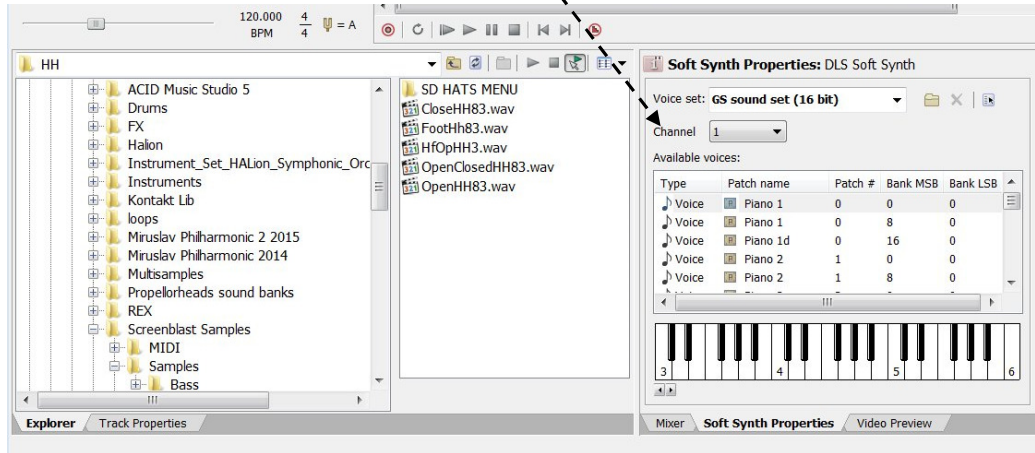 120.000
BPM
4
4
= A
HH
ACID Music Studio 5
Drums
FX
Halion
Instrument_Set_HALion_Symphonic_Orc
Instruments
Kontakt Lib
loops
Miruslav Philharmonic 2 2015
Miruslav Philharmonic 2014
Multisamples
Propellorheads sound banks
REX
Screenblast Samples
MIDI
Samples
Bass
Explorer Track Properties
SD HATS MENU
CloseHH83.wav
FootHh83.wav
HfOpHH3.wav
OpenClosedHH83.wav
OpenHH83.wav
Soft Synth Properties: DLS Soft Synth
Voice set: GS sound set (16 bit)
Channel 1
Available voices:
Type Patch name Patch # Bank MSB Bank LSB
Voice Piano 1 0 0 0
Voice Piano 1 0 8 0
Voice Piano 1d 0 16 0
Voice Piano 2 1 0 0
Voice Piano 2 1 8 0
3 4 5 6
Mixer Soft Synth Properties Video Preview